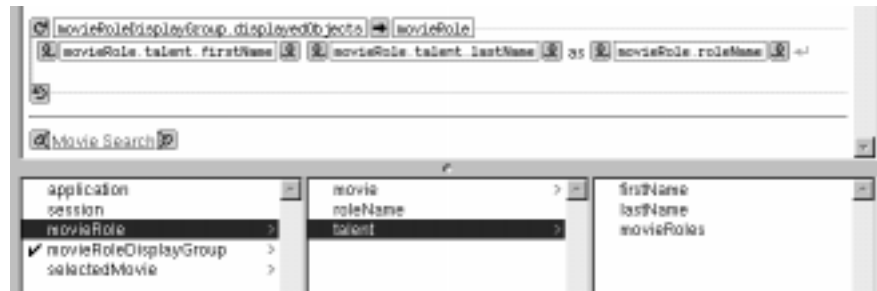 movieRoleDisplayGroup.displayedObjects movieRole
movieRole.talent.firstName movieRole.talent.lastName as movieRole.roleName
Movie Search
application
session
movieRole >
✔ movieRoleDisplayGroup >
selectedMovie >
movie >
roleName
talent >
firstName
lastName
movieRoles